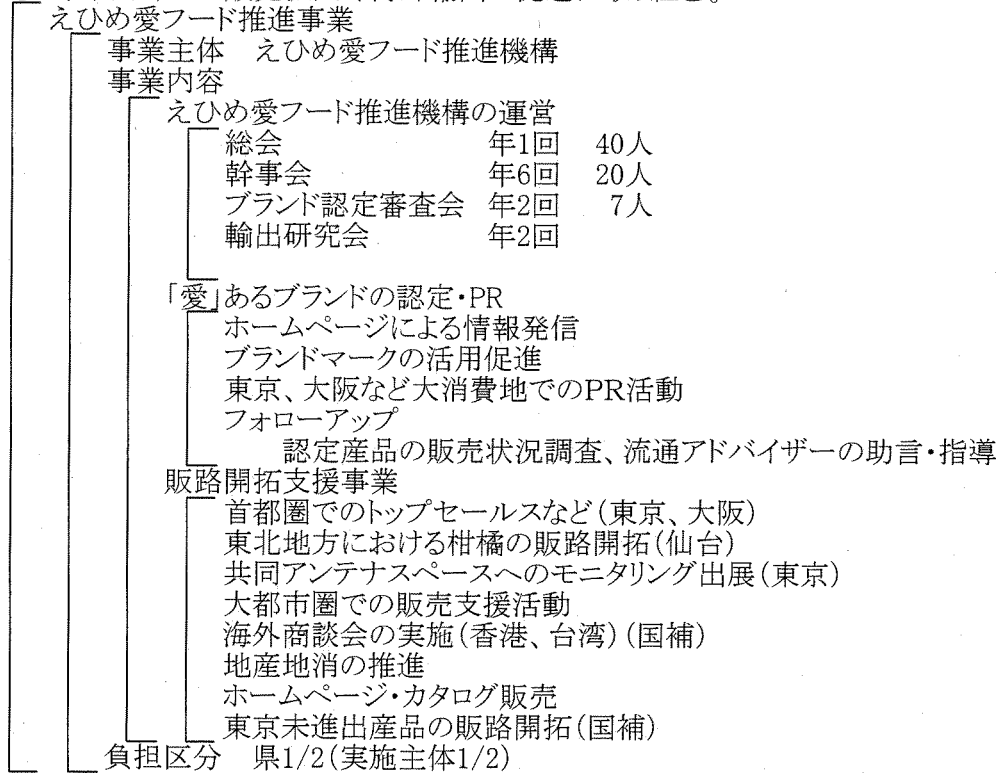 えひめ愛フード推進事業
事業主体 えひめ愛フード推進機構
事業内容
えひめ愛フード推進機構の運営
総会 年1回 40人
幹事会 年6回 20人
ブランド認定審査会 年2回 7人
輸出研究会 年2回
「愛」あるブランドの認定・PR
ホームページによる情報発信
ブランドマークの活用促進
東京、大阪など大消費地でのPR活動
フォローアップ
認定産品の販売状況調査、流通アドバイザーの助言・指導
販路開拓支援事業
首都圏でのトップセールスなど(東京、大阪)
東北地方における柑橘の販路開拓(仙台)
共同アンテナスペースへのモニタリング出展(東京)
大都市圏での販売支援活動
海外商談会の実施(香港、台湾)(国補)
地産地消の推進
ホームページ・カタログ販売
東京未進出産品の販路開拓(国補)
負担区分 県1/2(実施主体1/2)